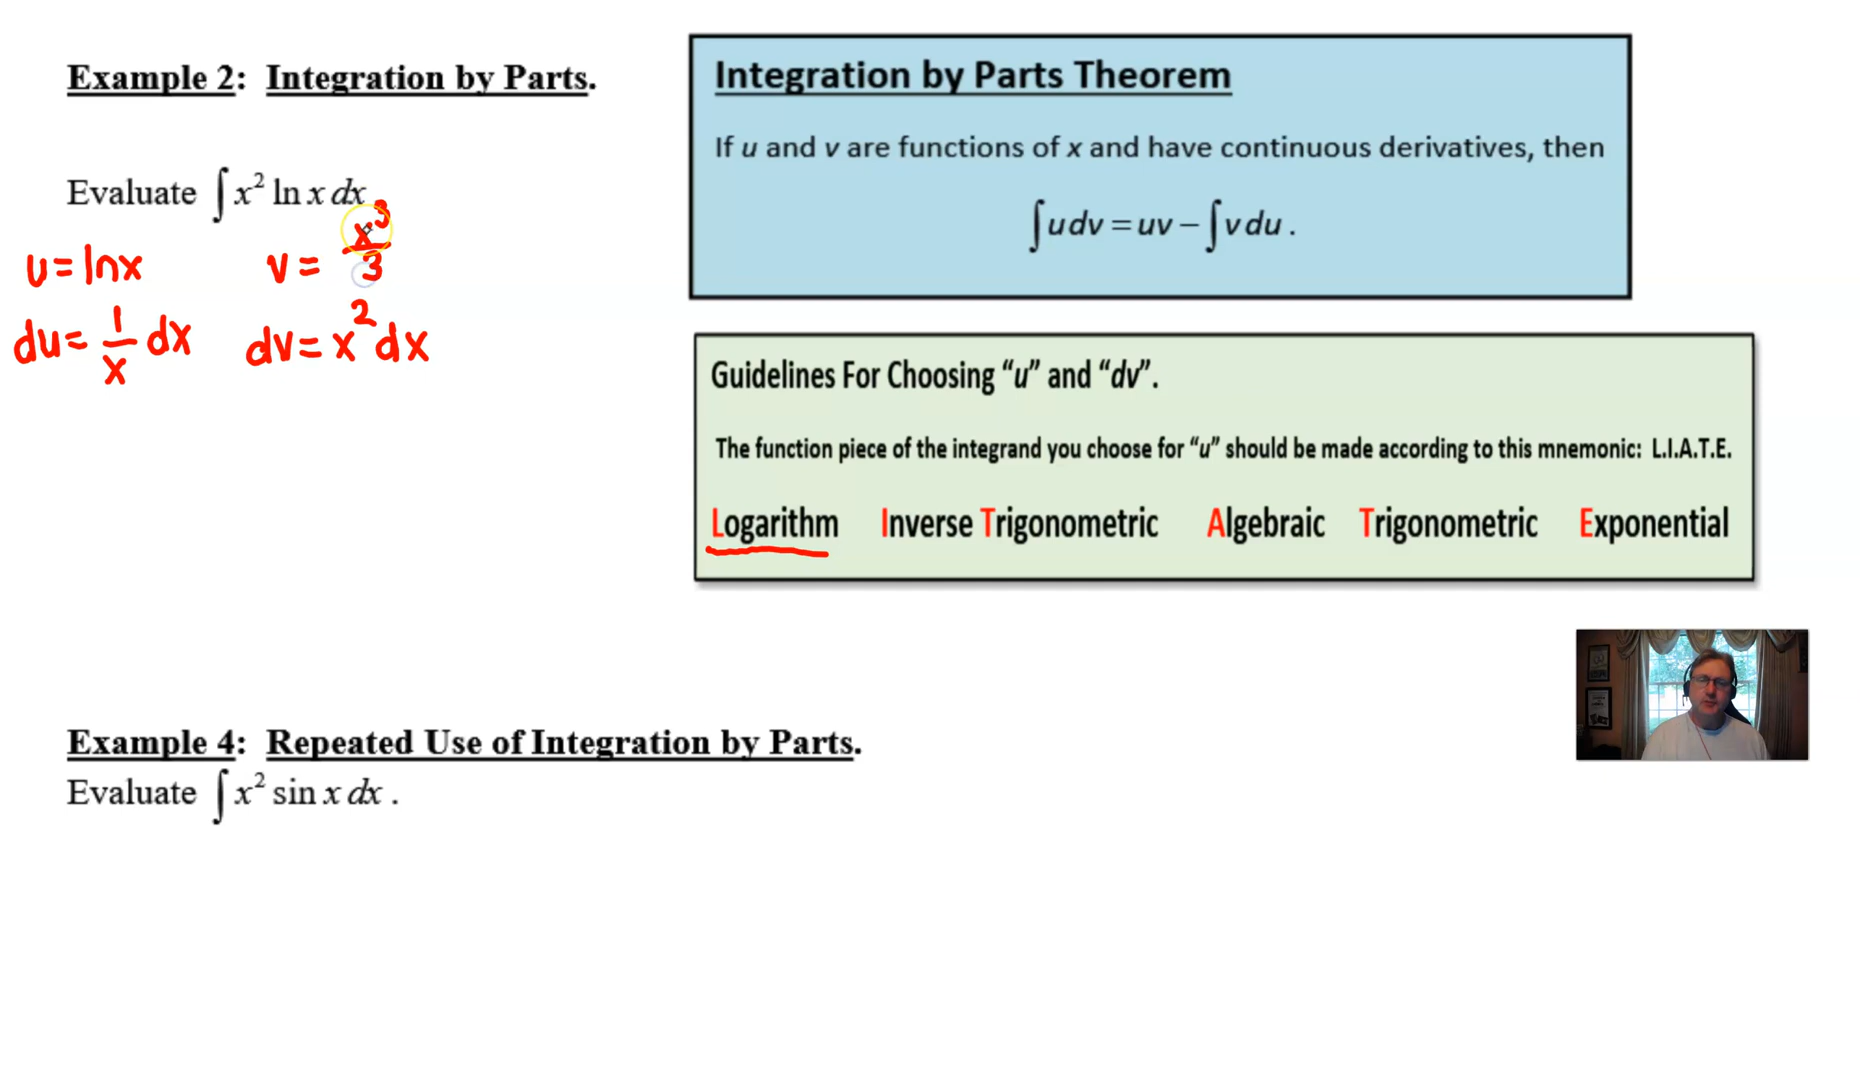 Example 2: Integration by Parts.
Evaluate ∫x² ln x dx
u = lnx
v = x³/3
du = 1/x dx
dv = x² dx
Integration by Parts Theorem
If u and v are functions of x and have continuous derivatives, then
∫u dv = uv − ∫v du .
Guidelines For Choosing “u” and “dv”.
The function piece of the integrand you choose for “u” should be made according to this mnemonic: L.I.A.T.E.
Logarithm Inverse Trigonometric Algebraic Trigonometric Exponential
Example 4: Repeated Use of Integration by Parts.
Evaluate ∫x² sin x dx .